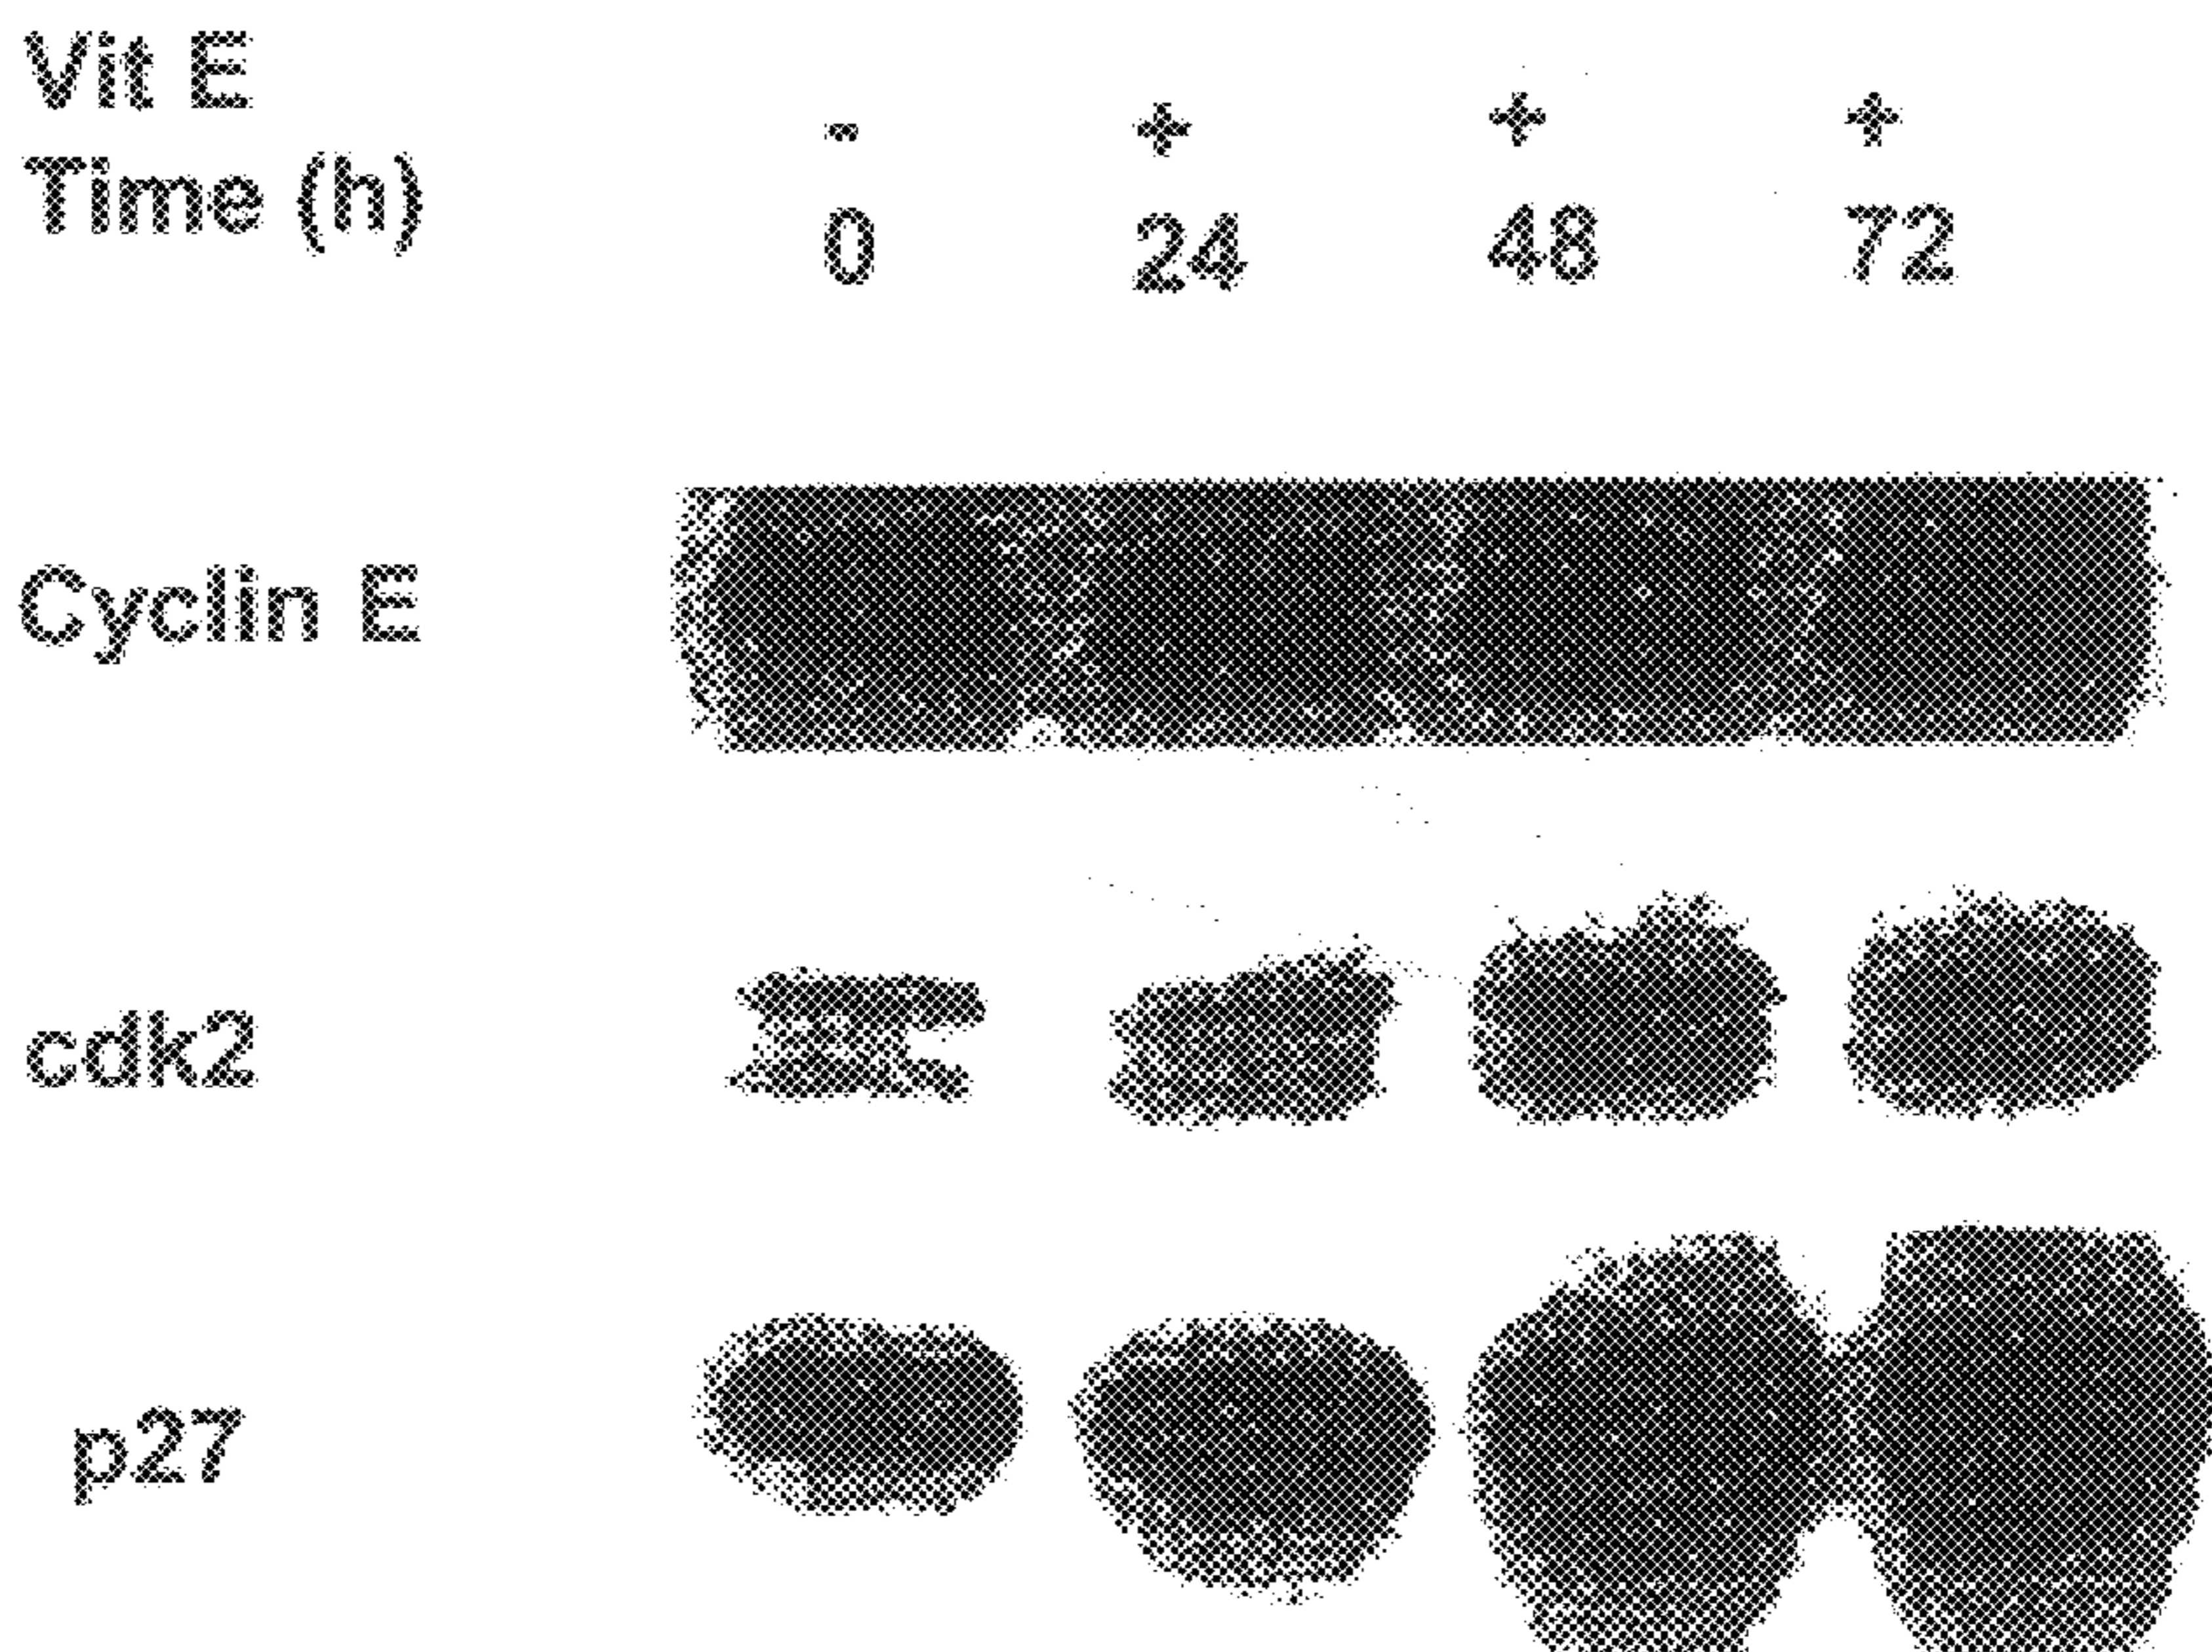 Vit E - + + +
Time (h) 0 24 48 72
Cyclin E
cdk2
p27